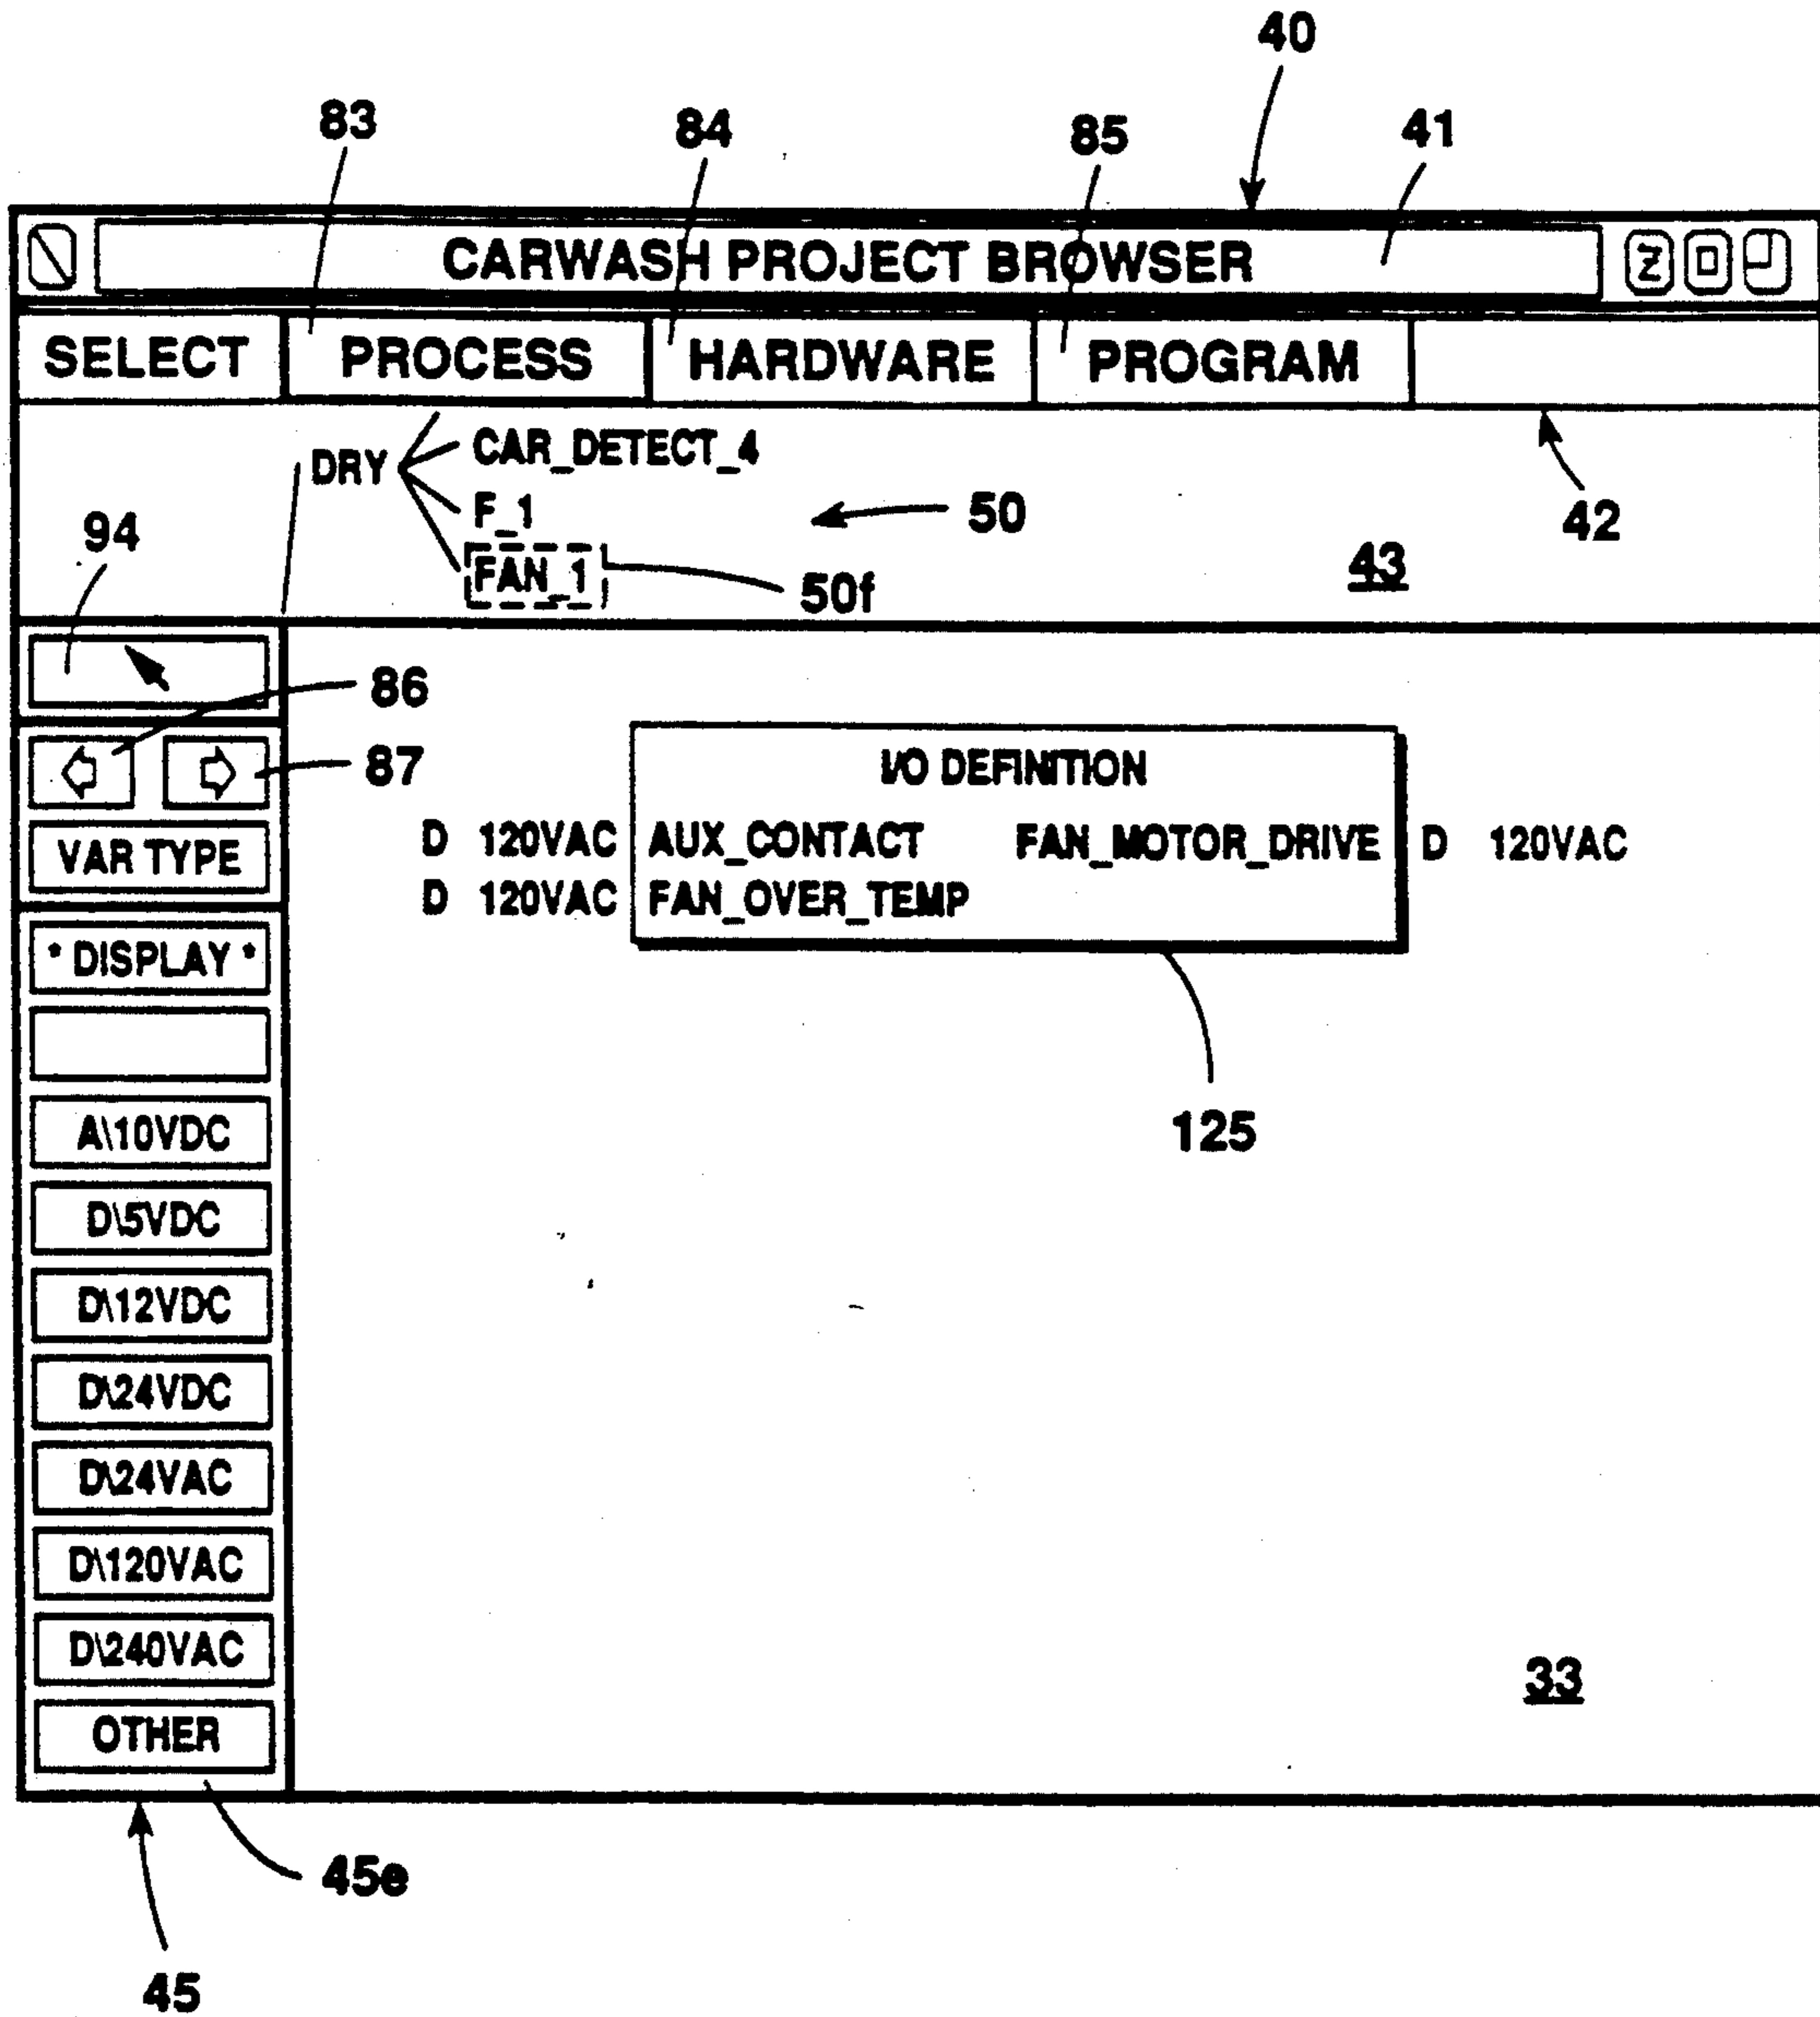 40
83 84 85 41
CARWASH PROJECT BROWSER
SELECT PROCESS HARDWARE PROGRAM
DRY CAR_DETECT_4
F_1 50 42
94 FAN_1 50f 43
86
87
I/O DEFINITION
VAR TYPE D 120VAC AUX_CONTACT FAN_MOTOR_DRIVE D 120VAC
D 120VAC FAN_OVER_TEMP
* DISPLAY *
A\10VDC 125
D\5VDC
D\12VDC
D\24VDC
D\24VAC
D\120VAC
D\240VAC 33
OTHER
45e
45